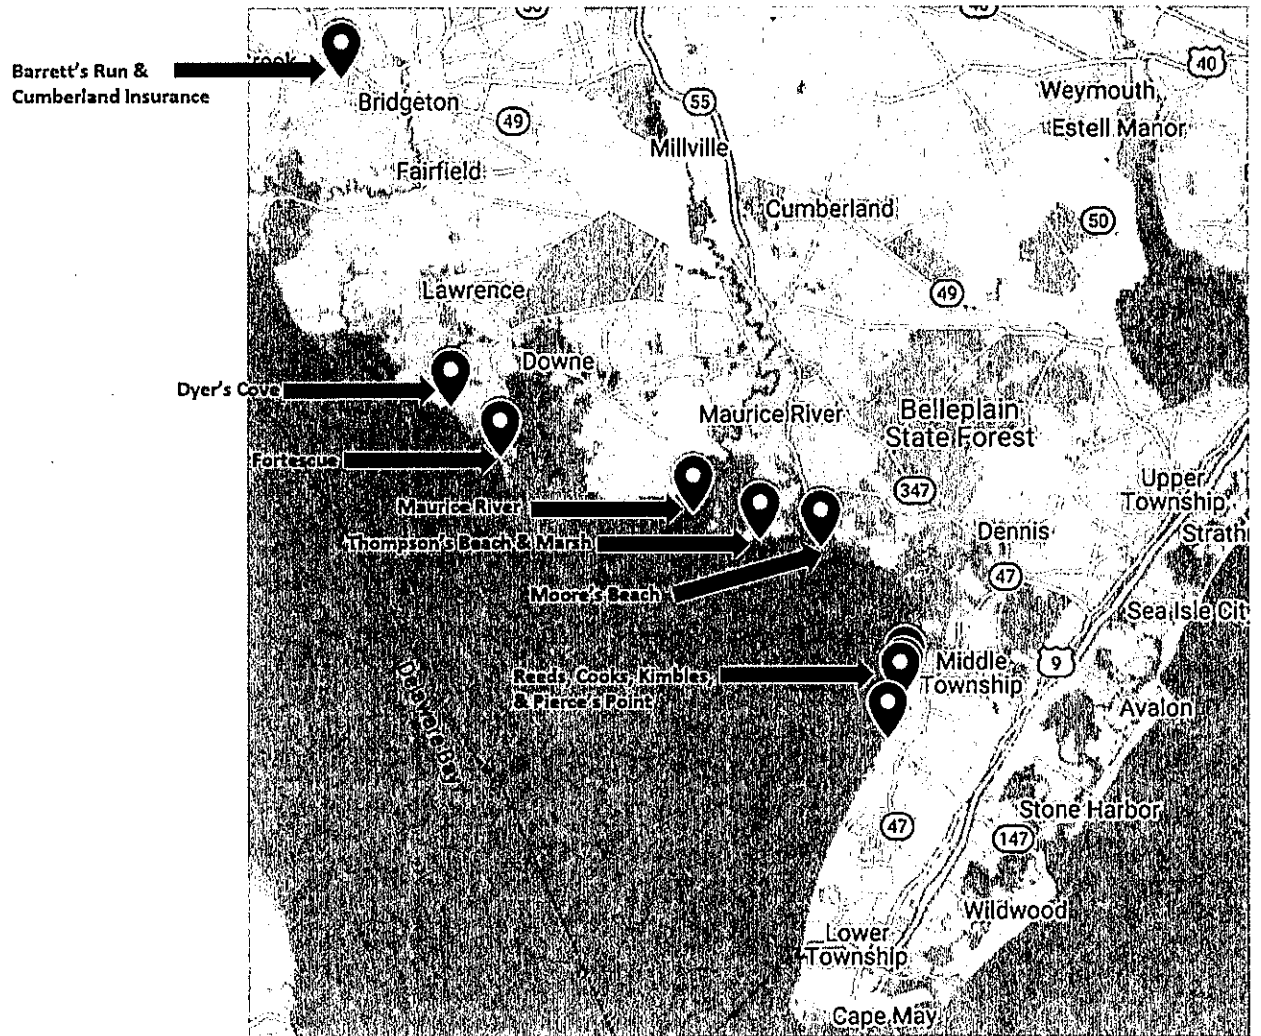 40
Barrett's Run &
Cumberland Insurance
Bridgeton
Weymouth
55
49
Estell Manor
Millville
Fairfield
Cumberland
50
Lawrence
49
Downe
Dyer's Cove
Maurice River
Belleplain
State Forest
Fortescue
347
Upper
Township
Maurice River
Dennis
Strath
Thompson's Beach & Marsh
47
Moore's Beach
Sea Isle City
Reeds, Cooks, Kimbles,
& Pierce's Point
Middle
Township
9
Avalon
Stone Harbor
47
147
Wildwood
Lower
Township
Cape May